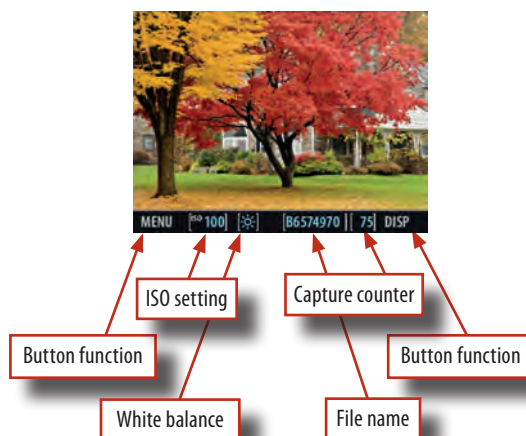 MENU [ISO 100] [☼] [B6574970 ][ 75] DISP
ISO setting
Capture counter
Button function
Button function
White balance
File name